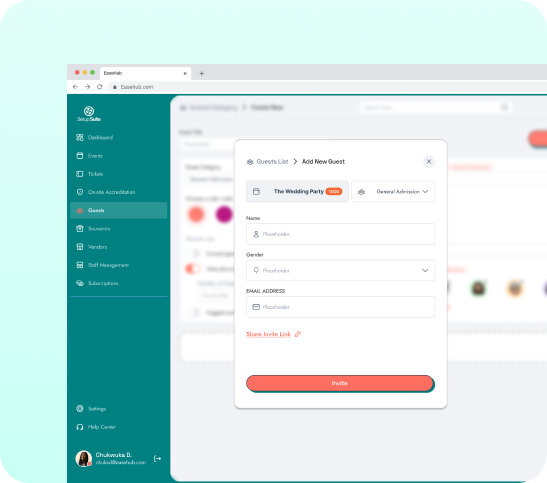 EaseHub
Easehub.com
SetupSuite
Dashboard
Events
Tickets
On-site Accreditation
Guests
Souvenirs
Vendors
Staff Management
Subscriptions
Settings
Help Center
Chukwuka D.
chukad@easehub.com
Guests List > Add New Guest
The Wedding Party 1000
General Admission
Name
Placeholder
Gender
Placeholder
EMAIL ADDRESS
Placeholder
Share Invite Link
Invite